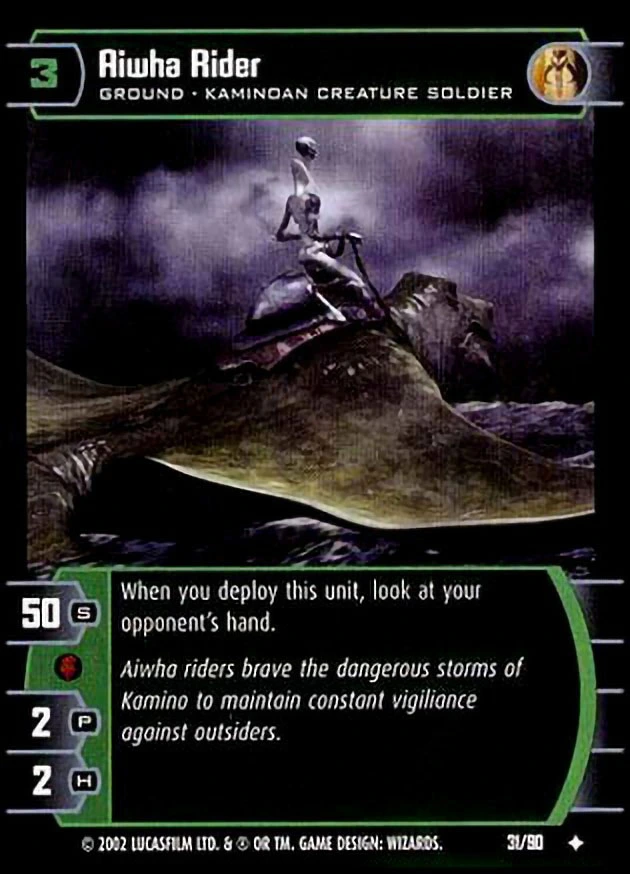 3
Aiwha Rider
GROUND · KAMINOAN CREATURE SOLDIER
When you deploy this unit, look at your
opponent's hand.
Aiwha riders brave the dangerous storms of
Kamino to maintain constant vigiliance
against outsiders.
50 S
2 P
2 H
© 2002 LUCASFILM LTD. & ® OR TM. GAME DESIGN: WIZARDS. 31/90